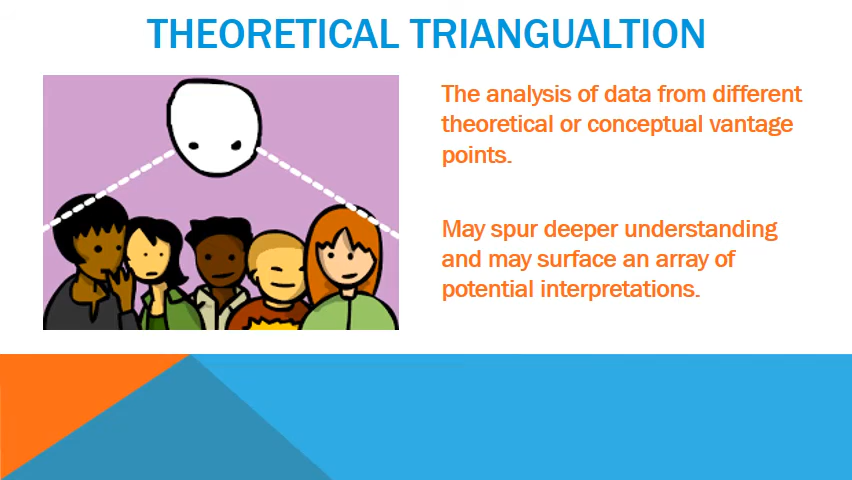 THEORETICAL TRIANGUALTION
The analysis of data from different
theoretical or conceptual vantage
points.
May spur deeper understanding
and may surface an array of
potential interpretations.